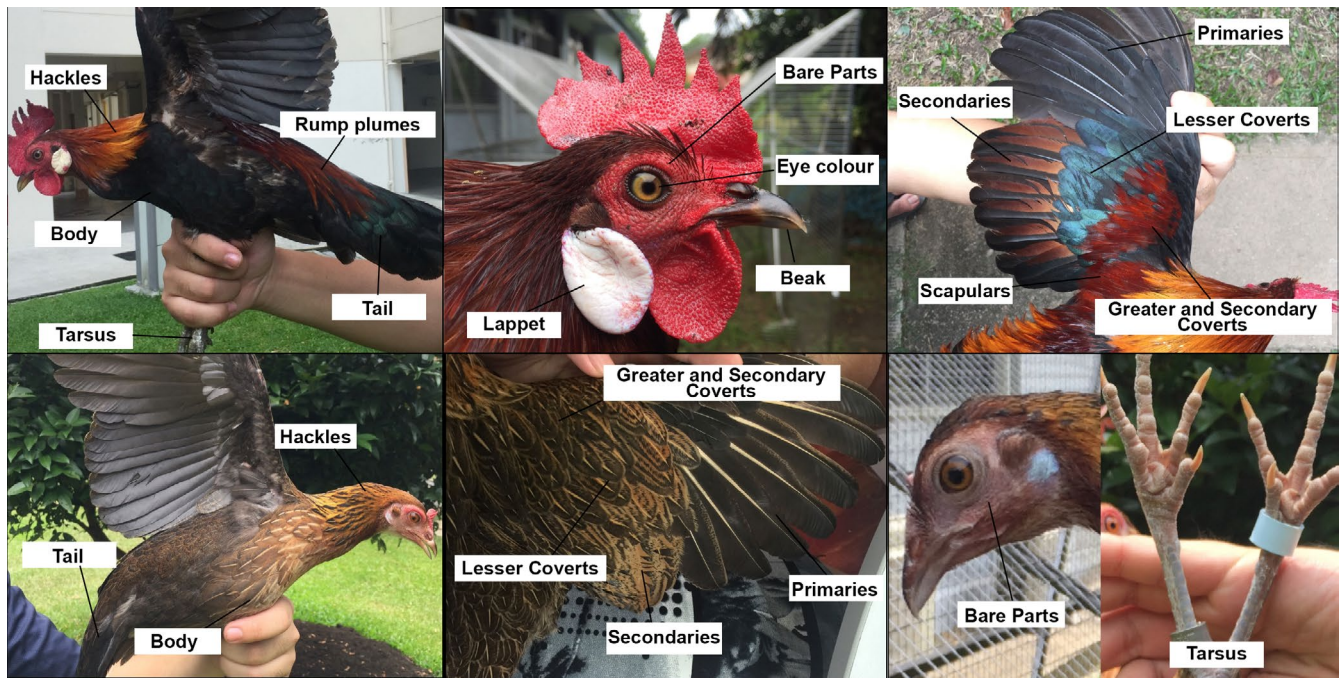 Hackles
Rump plumes
Body
Tail
Tarsus
Bare Parts
Eye colour
Beak
Lappet
Primaries
Secondaries
Lesser Coverts
Scapulars
Greater and Secondary
Coverts
Hackles
Tail
Body
Greater and Secondary
Coverts
Lesser Coverts
Primaries
Secondaries
Bare Parts
Tarsus